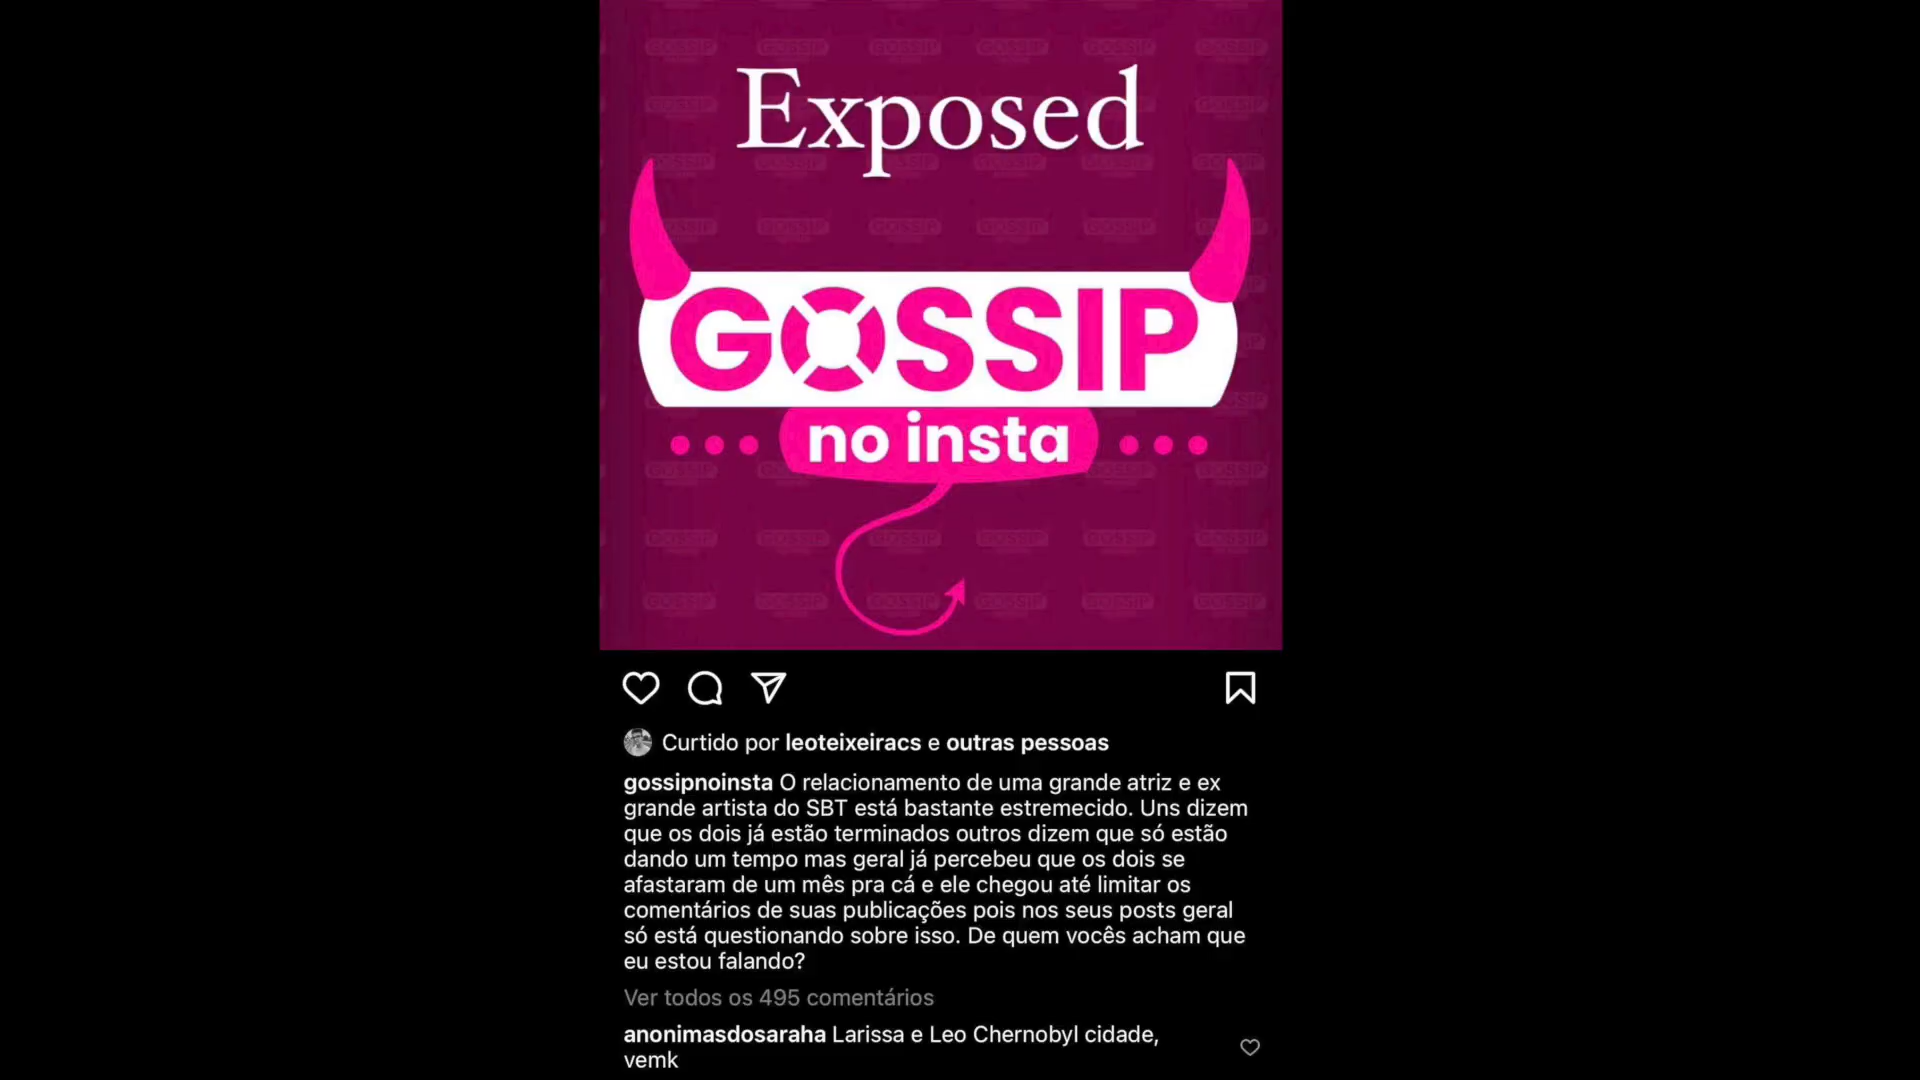 Exposed
GOSSIP
no insta
Curtido por leoteixeiracs e outras pessoas
gossipnoinsta O relacionamento de uma grande atriz e ex
grande artista do SBT está bastante estremecido. Uns dizem
que os dois já estão terminados outros dizem que só estão
dando um tempo mas geral já percebeu que os dois se
afastaram de um mês pra cá e ele chegou até limitar os
comentários de suas publicações pois nos seus posts geral
só está questionando sobre isso. De quem vocês acham que
eu estou falando?
Ver todos os 495 comentários
anonimasdosaraha Larissa e Leo Chernobyl cidade,
vemk